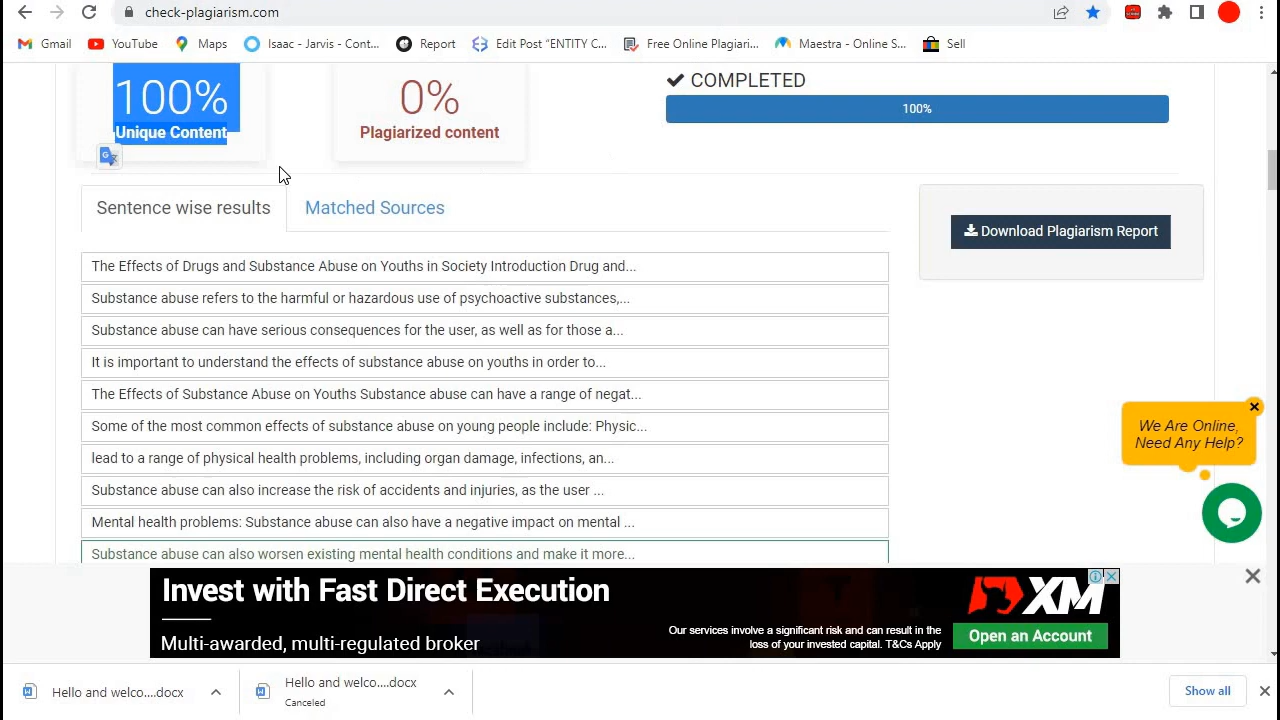 check-plagiarism.com
Gmail
YouTube
Maps
Isaac - Jarvis - Cont...
Report
Edit Post “ENTITY C...
Free Online Plagiari...
Maestra - Online S...
Sell
100%
Unique Content
0%
Plagiarized content
COMPLETED
100%
Sentence wise results
Matched Sources
Download Plagiarism Report
The Effects of Drugs and Substance Abuse on Youths in Society Introduction Drug and...
Substance abuse refers to the harmful or hazardous use of psychoactive substances,...
Substance abuse can have serious consequences for the user, as well as for those a...
It is important to understand the effects of substance abuse on youths in order to...
The Effects of Substance Abuse on Youths Substance abuse can have a range of negat...
Some of the most common effects of substance abuse on young people include: Physic...
lead to a range of physical health problems, including organ damage, infections, an...
Substance abuse can also increase the risk of accidents and injuries, as the user ...
Mental health problems: Substance abuse can also have a negative impact on mental ...
Substance abuse can also worsen existing mental health conditions and make it more...
We Are Online,
Need Any Help?
Invest with Fast Direct Execution
Multi-awarded, multi-regulated broker
Our services involve a significant risk and can result in the
loss of your invested capital. T&Cs Apply
XM
Open an Account
Hello and welco....docx
Hello and welco....docx
Canceled
Show all